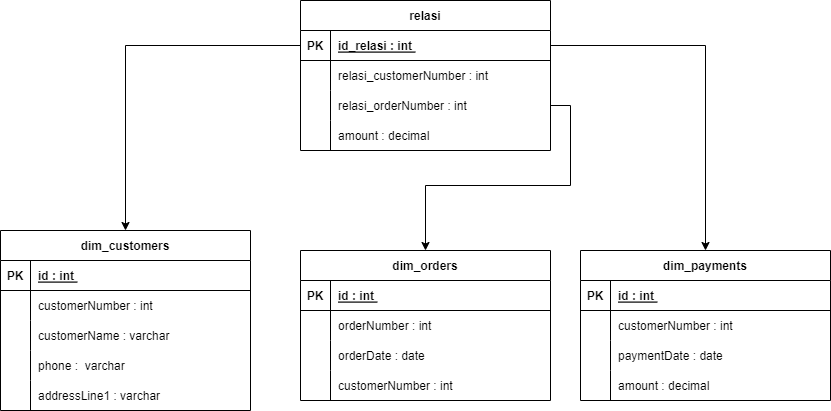 relasi
PK id_relasi : int
relasi_customerNumber : int
relasi_orderNumber : int
amount : decimal
dim_customers
PK id : int
customerNumber : int
customerName : varchar
phone :  varchar
addressLine1 : varchar
dim_orders
PK id : int
orderNumber : int
orderDate : date
customerNumber : int
dim_payments
PK id : int
customerNumber : int
paymentDate : date
amount : decimal